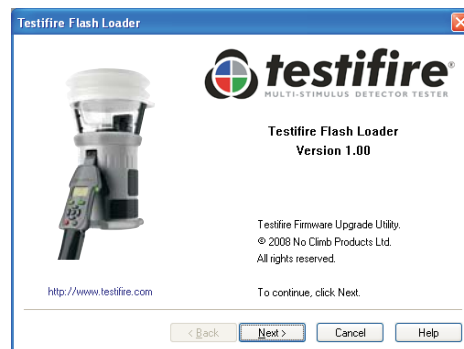 Testifire Flash Loader
testifire®
MULTI-STIMULUS DETECTOR TESTER
Testifire Flash Loader
Version 1.00
Testifire Firmware Upgrade Utility.
© 2008 No Climb Products Ltd.
All rights reserved.
http://www.testifire.com
To continue, click Next.
< Back
Next >
Cancel
Help